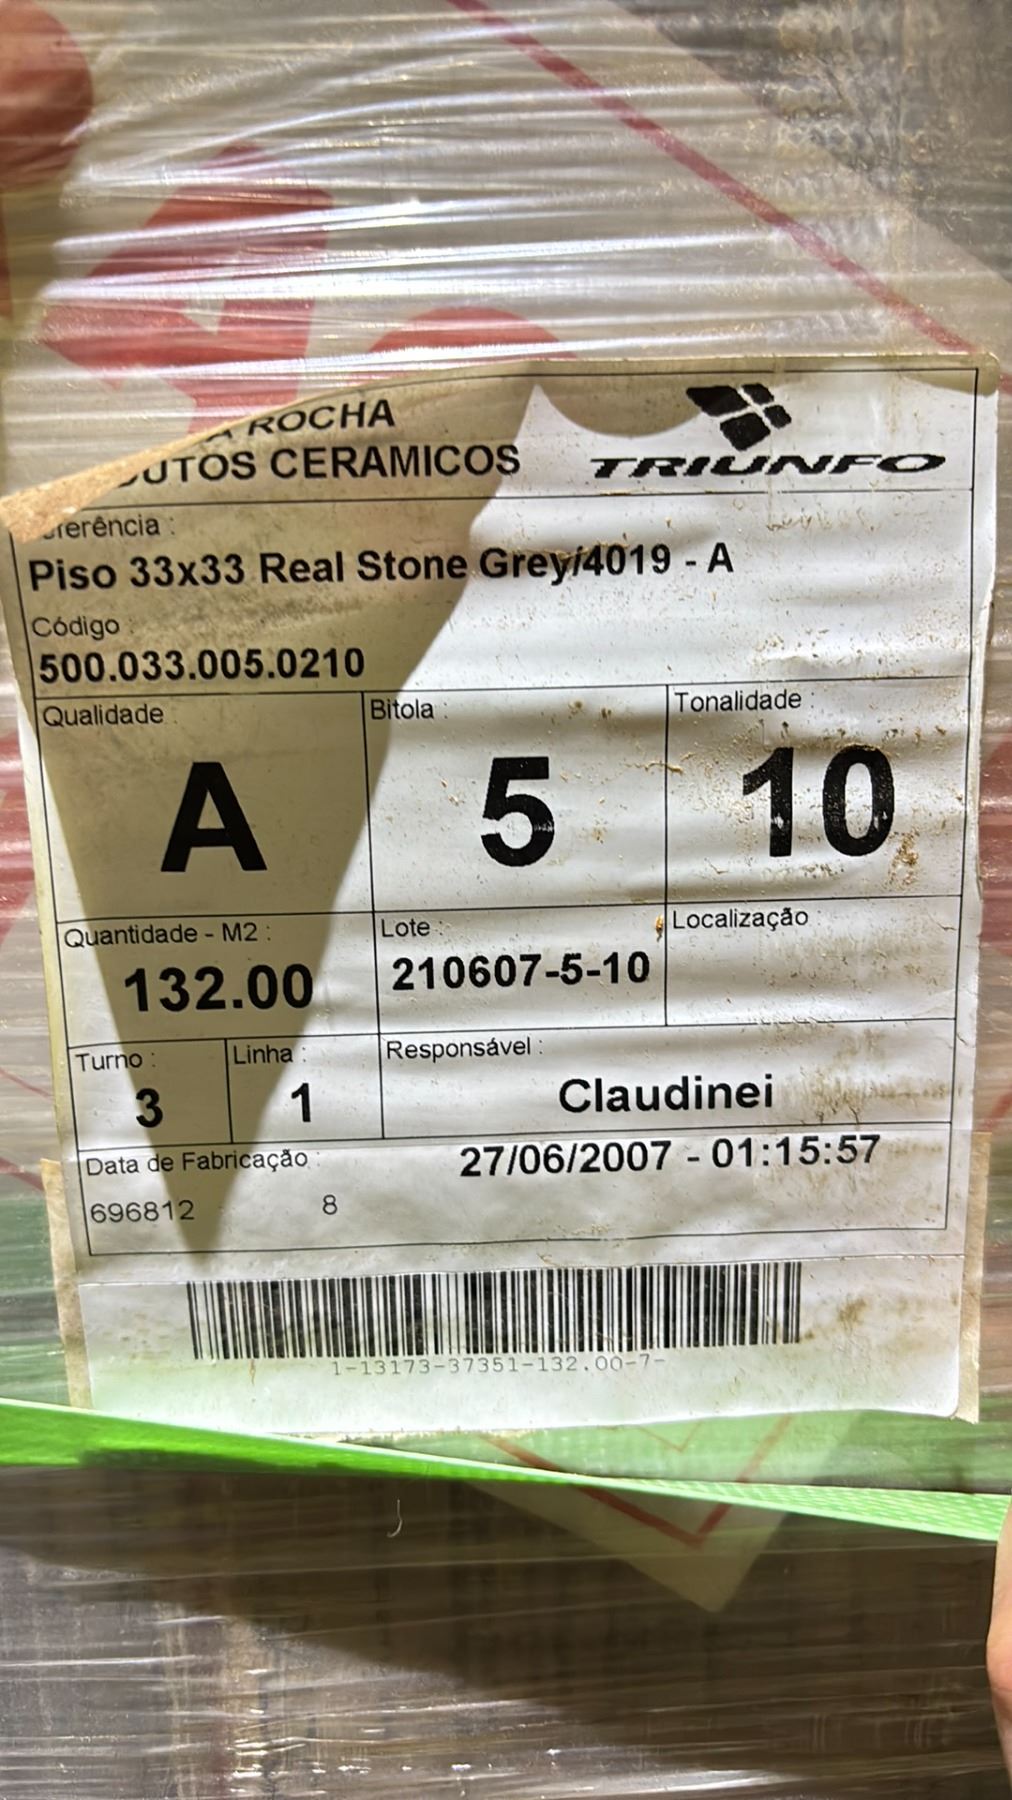 ROCHA
CERAMICOS
TRIUNFO
Piso 33x33 Real Stone Grey/4019 - A
Código :
500.033.005.0210
Qualidade :
Bitola :
Tonalidade :
A
5
10
Quantidade - M2 :
Lote :
Localização :
132.00
210607-5-10
Turno :
Linha :
Responsável :
3
1
Claudinei
Data de Fabricação :
27/06/2007 - 01:15:57
696812
8
1-13173-37351-132.00-7-